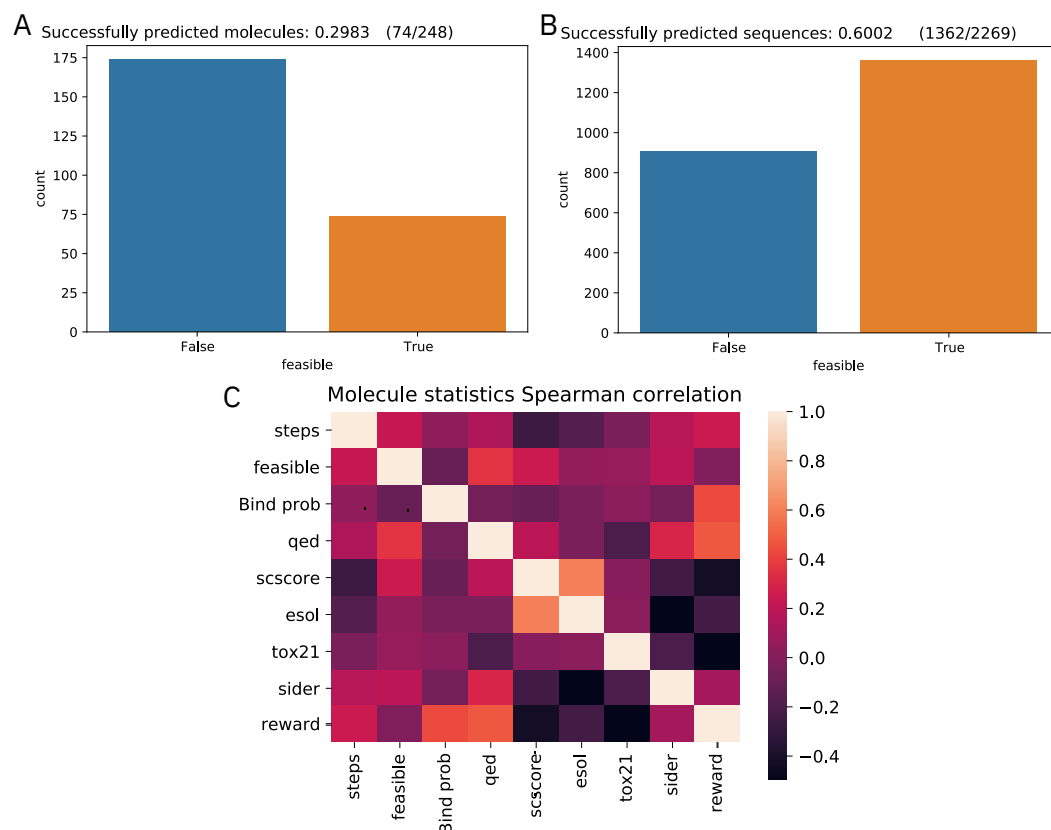 A
Successfully predicted molecules: 0.2983 (74/248)
175
150
125
100
75
50
25
0
count
False
True
feasible
B
Successfully predicted sequences: 0.6002 (1362/2269)
1400
1200
1000
800
600
400
200
0
count
False
True
feasible
C
Molecule statistics Spearman correlation
steps
feasible
Bind prob
qed
scscore
esol
tox21
sider
reward
steps
feasible
Bind prob
qed
scscore
esol
tox21
sider
reward
1.0
0.8
0.6
0.4
0.2
0.0
−0.2
−0.4